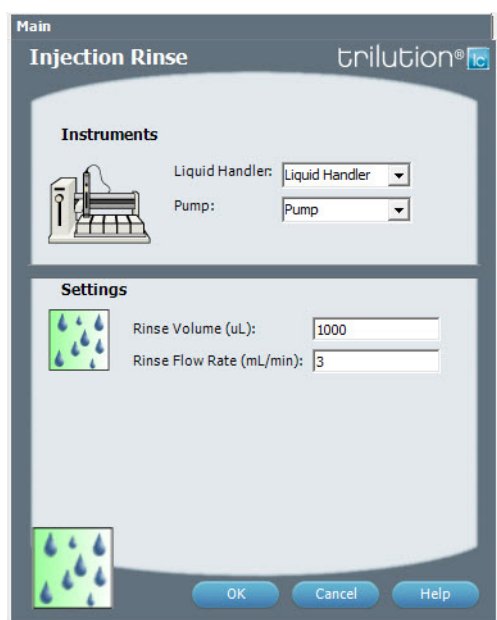 Main
Injection Rinse trilution® lc
Instruments
Liquid Handler: Liquid Handler
Pump: Pump
Settings
Rinse Volume (uL): 1000
Rinse Flow Rate (mL/min): 3
OK Cancel Help